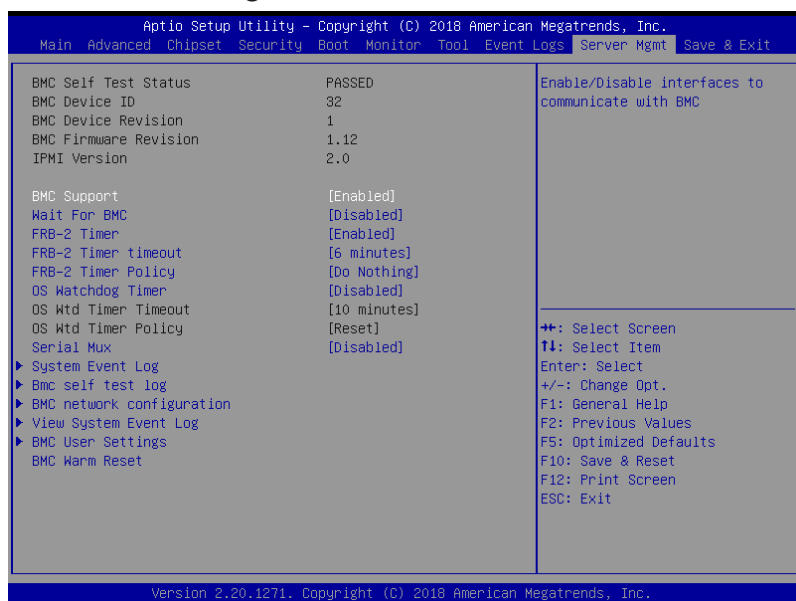 Aptio Setup Utility – Copyright (C) 2018 American Megatrends, Inc.
Main Advanced Chipset Security Boot Monitor Tool Event Logs Server Mgmt Save & Exit
BMC Self Test Status PASSED
BMC Device ID 32
BMC Device Revision 1
BMC Firmware Revision 1.12
IPMI Version 2.0
BMC Support [Enabled]
Wait For BMC [Disabled]
FRB-2 Timer [Enabled]
FRB-2 Timer timeout [6 minutes]
FRB-2 Timer Policy [Do Nothing]
OS Watchdog Timer [Disabled]
OS Wtd Timer Timeout [10 minutes]
OS Wtd Timer Policy [Reset]
Serial Mux [Disabled]
System Event Log
Bmc self test log
BMC network configuration
View System Event Log
BMC User Settings
BMC Warm Reset
Enable/Disable interfaces to
communicate with BMC
→←: Select Screen
↑↓: Select Item
Enter: Select
+/-: Change Opt.
F1: General Help
F2: Previous Values
F5: Optimized Defaults
F10: Save & Reset
F12: Print Screen
ESC: Exit
Version 2.20.1271. Copyright (C) 2018 American Megatrends, Inc.